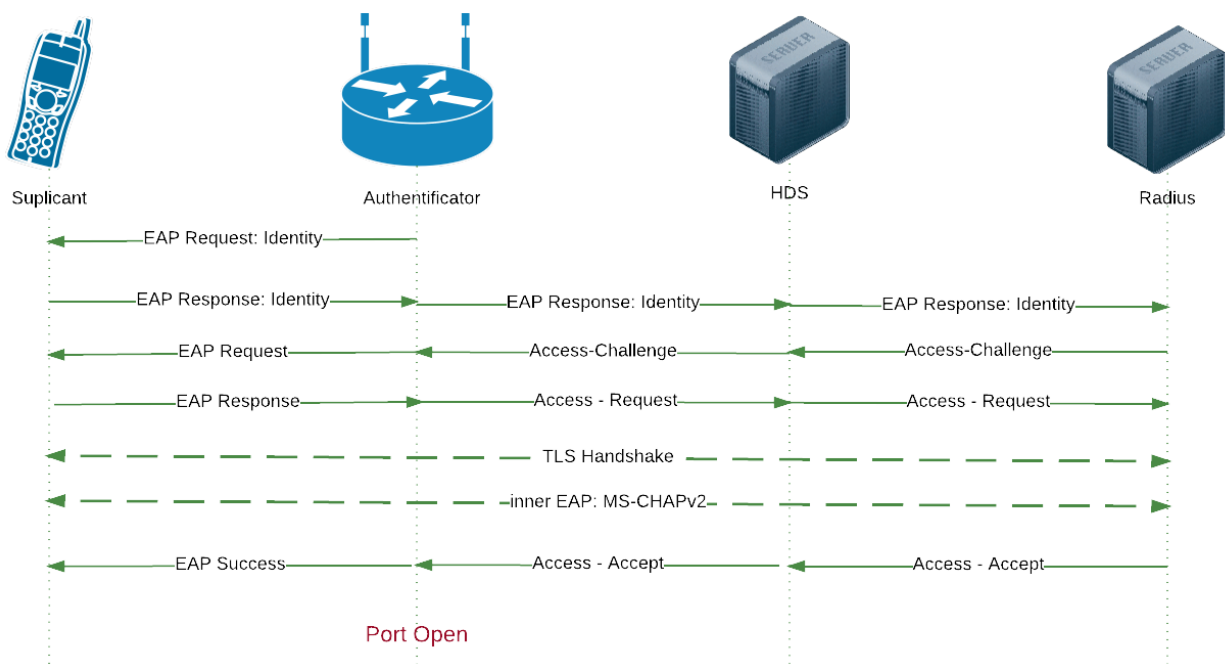 SERVER
SERVER
Suplicant
Authentificator
HDS
Radius
EAP Request: Identity
EAP Response: Identity
EAP Response: Identity
EAP Response: Identity
EAP Request
Access-Challenge
Access-Challenge
EAP Response
Access - Request
Access - Request
TLS Handshake
inner EAP: MS-CHAPv2
EAP Success
Access - Accept
Access - Accept
Port Open